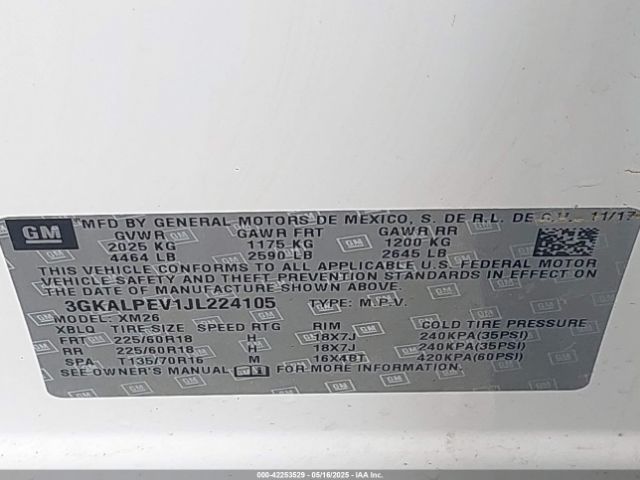 GM
MFD BY GENERAL MOTORS DE MEXICO, S. DE R.L. DE C.V. 11/17
GVWR GAWR FRT GAWR RR
2025 KG 1175 KG 1200 KG
4464 LB 2590 LB 2645 LB
THIS VEHICLE CONFORMS TO ALL APPLICABLE U.S. FEDERAL MOTOR
VEHICLE SAFETY AND THEFT PREVENTION STANDARDS IN EFFECT ON
THE DATE OF MANUFACTURE SHOWN ABOVE.
3GKALPEV1JL224105 TYPE: M.P.V.
MODEL: XM26
XBLQ TIRE SIZE SPEED RTG RIM COLD TIRE PRESSURE
FRT 225/60R18 H 18X7J 240KPA(35PSI)
RR 225/60R18 H 18X7J 240KPA(35PSI)
SPA T135/70R16 M 16X4BT 420KPA(60PSI)
SEE OWNER'S MANUAL FOR MORE INFORMATION.
000-42253529 - 05/16/2025 - IAAI.COM